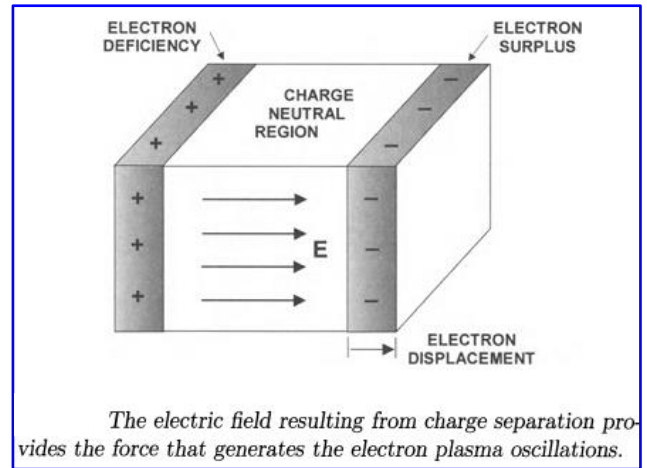 ELECTRON
DEFICIENCY
ELECTRON
SURPLUS
+
+
+
CHARGE
NEUTRAL
REGION
−
−
−
+
+
+
E
−
−
−
ELECTRON
DISPLACEMENT
The electric field resulting from charge separation pro-
vides the force that generates the electron plasma oscillations.